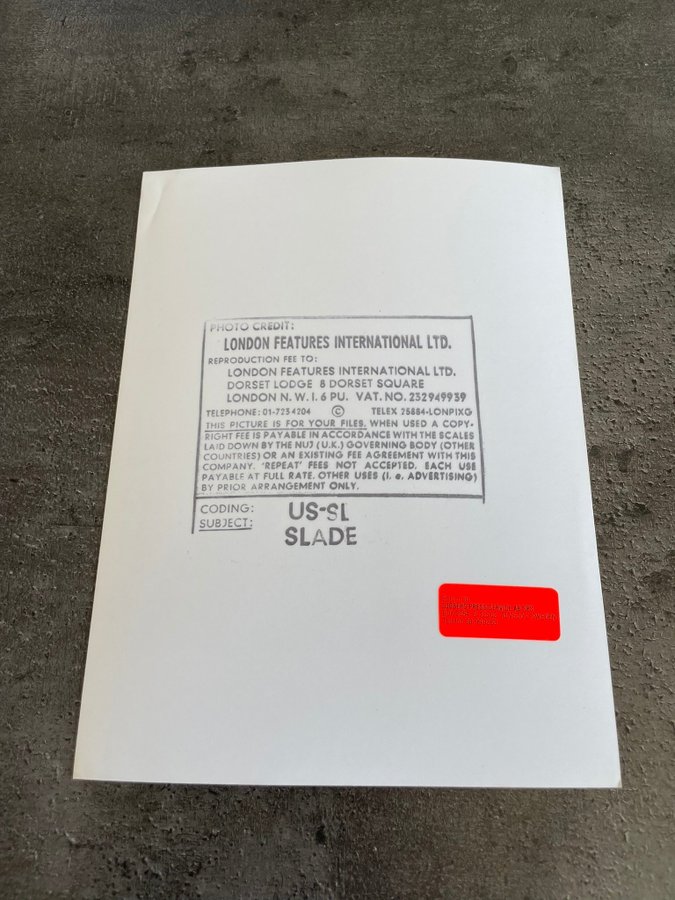 PHOTO CREDIT:
LONDON FEATURES INTERNATIONAL LTD.
REPRODUCTION FEE TO:
LONDON FEATURES INTERNATIONAL LTD.
DORSET LODGE 8 DORSET SQUARE
LONDON N.W.1.6 PU. VAT. NO. 232949939
TELEPHONE: 01-723 4204 © TELEX 25884-LONPIXG
THIS PICTURE IS FOR YOUR FILES. WHEN USED A COPY-
RIGHT FEE IS PAYABLE IN ACCORDANCE WITH THE SCALES
LAID DOWN BY THE NUJ (U.K.) GOVERNING BODY (OTHER
COUNTRIES) OR AN EXISTING FEE AGREEMENT WITH THIS
COMPANY. 'REPEAT' FEES NOT ACCEPTED. EACH USE
PAYABLE AT FULL RATE. OTHER USES (I. e. ADVERTISING)
BY PRIOR ARRANGEMENT ONLY.
CODING: US-SL
SUBJECT: SLADE